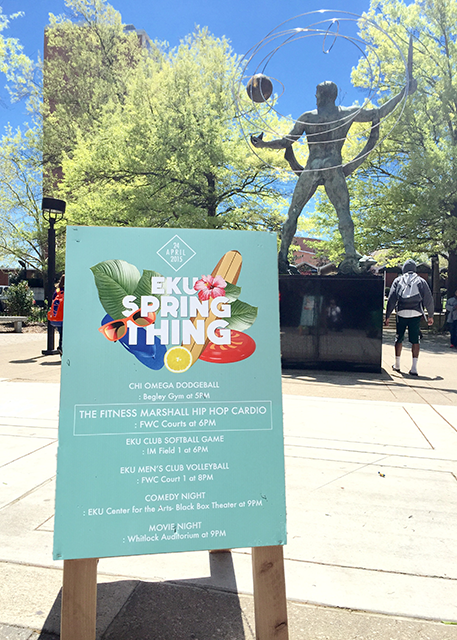 24
APRIL
2015
EKU
SPRING
THING
CHI OMEGA DODGEBALL
: Begley Gym at 5PM
THE FITNESS MARSHALL HIP HOP CARDIO
: FWC Courts at 6PM
EKU CLUB SOFTBALL GAME
: IM Field 1 at 6PM
EKU MEN'S CLUB VOLLEYBALL
: FWC Court 1 at 8PM
COMEDY NIGHT
: EKU Center for the Arts- Black Box Theater at 9PM
MOVIE NIGHT
: Whitlock Auditorium at 9PM